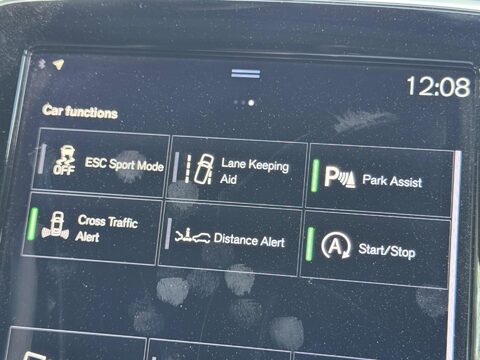 12:08
Car functions
OFF
ESC Sport Mode
Lane Keeping
Aid
P
Park Assist
Cross Traffic
Alert
Distance Alert
A
Start/Stop